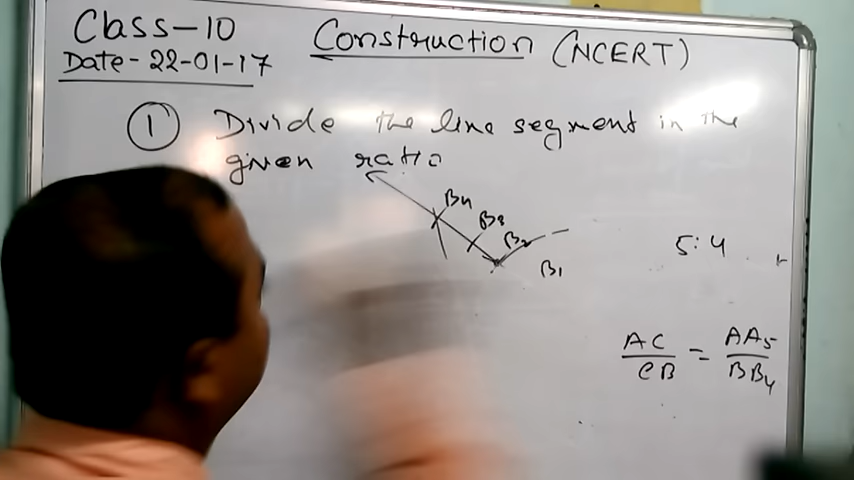 Class-10
Construction (NCERT)
Date- 22-01-17
① Divide the line segment in the
given ratio
B4
B3
B2
B1
5:4
AC/CB = AA5/BB4